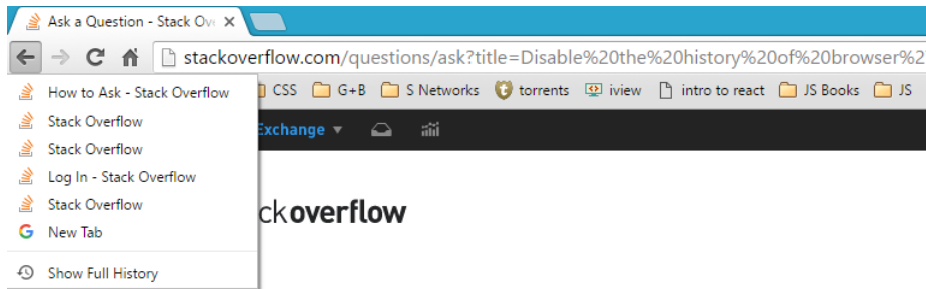 Ask a Question - Stack Ov
stackoverflow.com/questions/ask?title=Disable%20the%20history%20of%20browser%2
CSS G+B S Networks torrents iview intro to react JS Books JS
How to Ask - Stack Overflow
Stack Overflow
Exchange
Stack Overflow
Log In - Stack Overflow
Stack Overflow
ckoverflow
New Tab
Show Full History